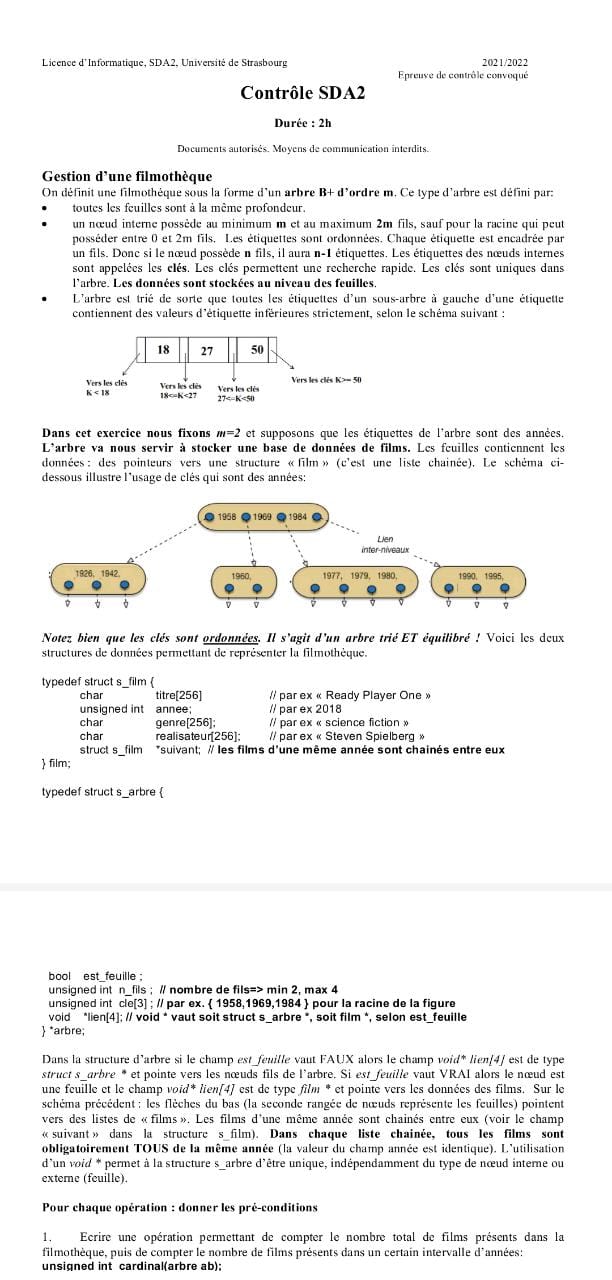 Licence d'Informatique, SDA2, Université de Strasbourg 2021/2022
Epreuve de contrôle convoqué
Contrôle SDA2
Durée : 2h
Documents autorisés. Moyens de communication interdits.
Gestion d'une filmothèque
On définit une filmothèque sous la forme d'un arbre B+ d'ordre m. Ce type d'arbre est défini par:
• toutes les feuilles sont à la même profondeur.
• un nœud interne possède au minimum m et au maximum 2m fils, sauf pour la racine qui peut
posséder entre 0 et 2m fils. Les étiquettes sont ordonnées. Chaque étiquette est encadrée par
un fils. Donc si le nœud possède n fils, il aura n-1 étiquettes. Les étiquettes des nœuds internes
sont appelées les clés. Les clés permettent une recherche rapide. Les clés sont uniques dans
l'arbre. Les données sont stockées au niveau des feuilles.
• L'arbre est trié de sorte que toutes les étiquettes d'un sous-arbre à gauche d'une étiquette
contiennent des valeurs d'étiquette inférieures strictement, selon le schéma suivant :
18 27 50
Vers les clés
K < 18
Vers les clés
18<=K<27
Vers les clés
27<=K<50
Vers les clés K>= 50
Dans cet exercice nous fixons m=2 et supposons que les étiquettes de l'arbre sont des années.
L'arbre va nous servir à stocker une base de données de films. Les feuilles contiennent les
données : des pointeurs vers une structure « film » (c'est une liste chainée). Le schéma ci-
dessous illustre l'usage de clés qui sont des années:
1958 1969 1984
Lien
inter-niveaux
1926, 1942,
1960,
1977, 1979, 1980,
1990, 1995,
Notez bien que les clés sont ordonnées. Il s'agit d'un arbre trié ET équilibré ! Voici les deux
structures de données permettant de représenter la filmothèque.
typedef struct s_film {
char titre[256] // par ex « Ready Player One »
unsigned int annee; // par ex 2018
char genre[256]; // par ex « science fiction »
char realisateur[256]; // par ex « Steven Spielberg »
struct s_film *suivant; // les films d'une même année sont chainés entre eux
} film;
typedef struct s_arbre {
bool est_feuille ;
unsigned int n_fils ; // nombre de fils=> min 2, max 4
unsigned int cle[3] ; // par ex. { 1958,1969,1984 } pour la racine de la figure
void *lien[4]; // void * vaut soit struct s_arbre *, soit film *, selon est_feuille
} *arbre;
Dans la structure d'arbre si le champ est_feuille vaut FAUX alors le champ void* lien[4] est de type
struct s_arbre * et pointe vers les nœuds fils de l'arbre. Si est_feuille vaut VRAI alors le nœud est
une feuille et le champ void* lien[4] est de type film * et pointe vers les données des films. Sur le
schéma précédent : les flèches du bas (la seconde rangée de nœuds représente les feuilles) pointent
vers des listes de « films ». Les films d'une même année sont chainés entre eux (voir le champ
« suivant » dans la structure s_film). Dans chaque liste chainée, tous les films sont
obligatoirement TOUS de la même année (la valeur du champ année est identique). L'utilisation
d'un void * permet à la structure s_arbre d'être unique, indépendamment du type de nœud interne ou
externe (feuille).
Pour chaque opération : donner les pré-conditions
1. Ecrire une opération permettant de compter le nombre total de films présents dans la
filmothèque, puis de compter le nombre de films présents dans un certain intervalle d'années:
unsigned int cardinal(arbre ab);